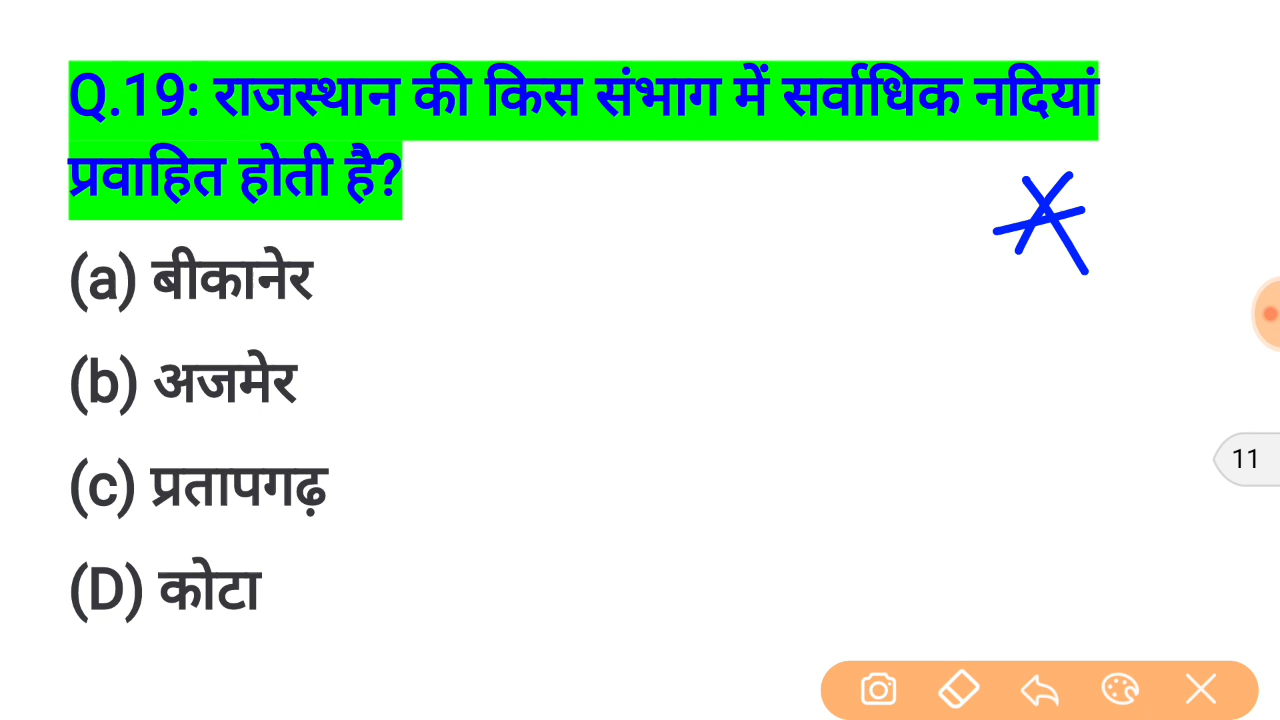 Q.19: राजस्थान की किस संभाग में सर्वाधिक नदियां
प्रवाहित होती है?
(a) बीकानेर
(b) अजमेर
(c) प्रतापगढ़
(D) कोटा
11